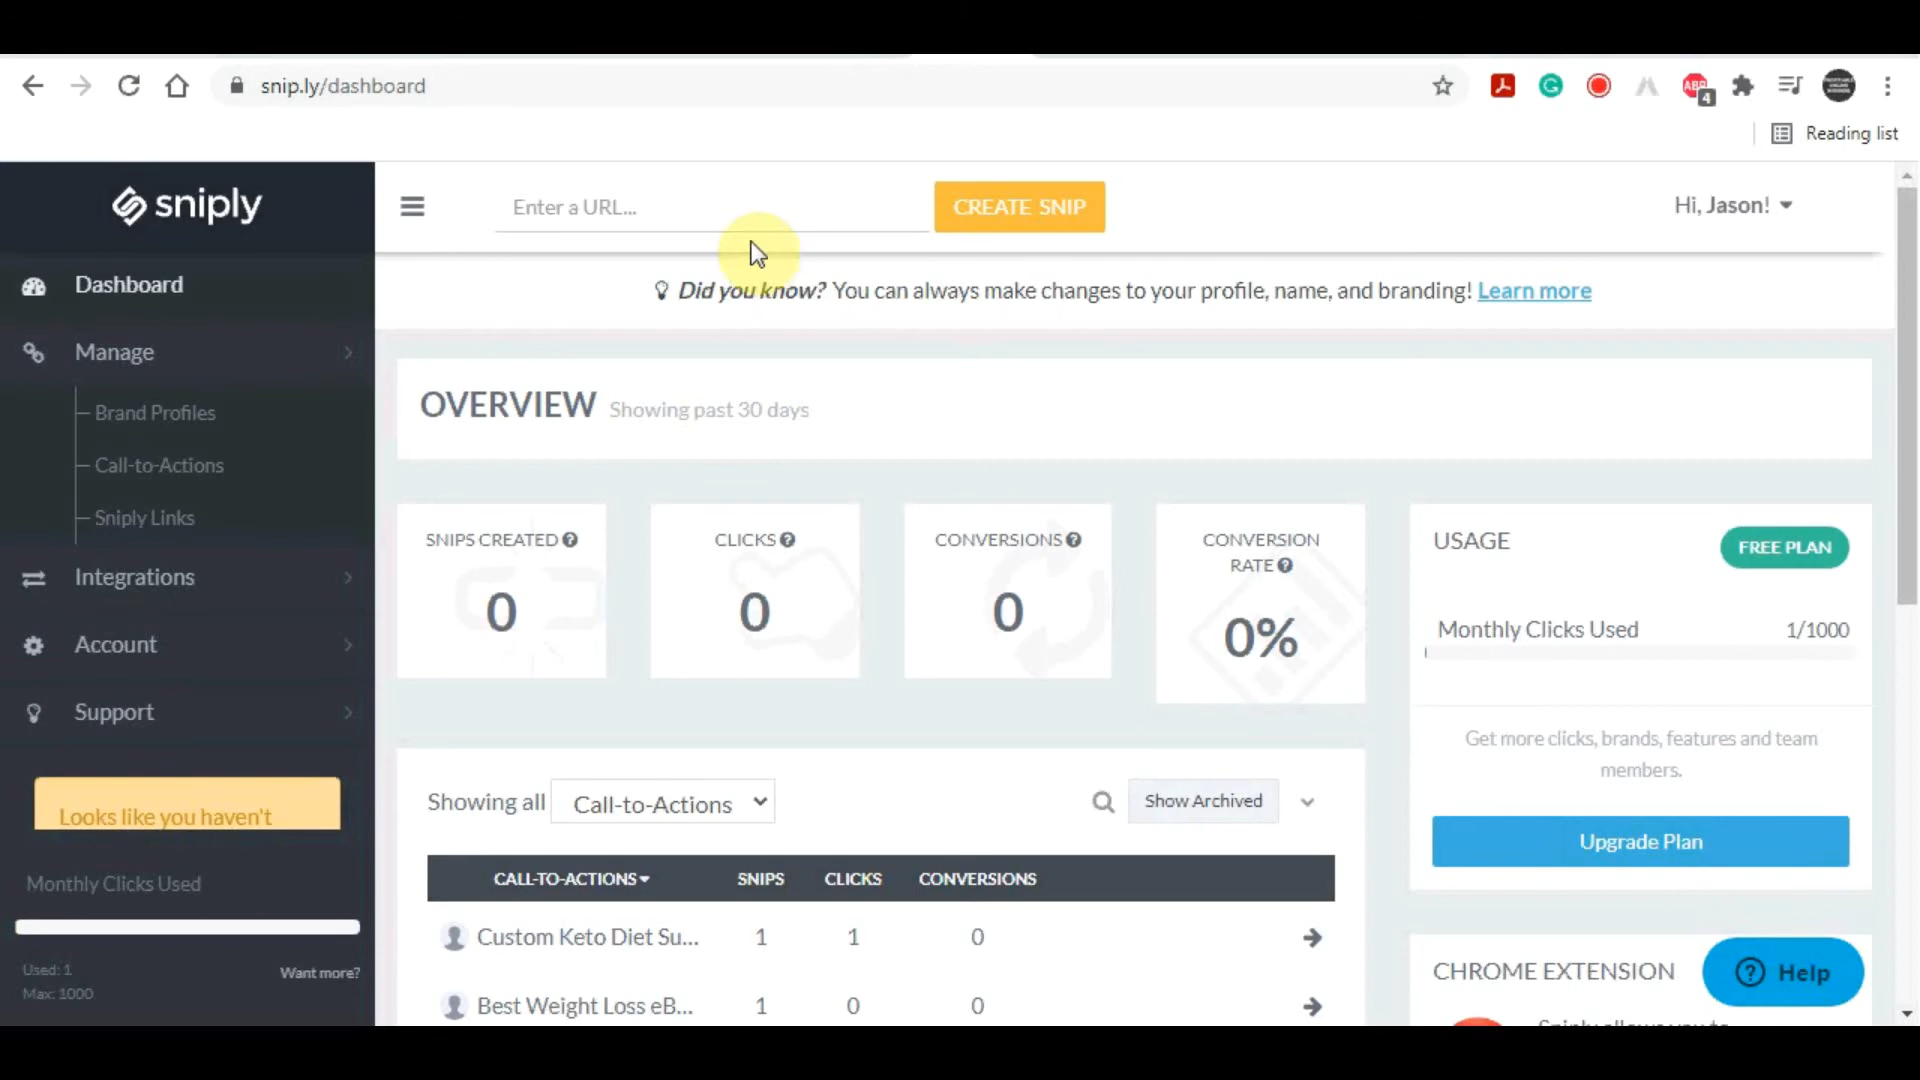 snip.ly/dashboard
ABP
4
Reading list
sniply
Enter a URL...
CREATE SNIP
Hi, Jason!
Did you know? You can always make changes to your profile, name, and branding! Learn more
Dashboard
Manage
Brand Profiles
Call-to-Actions
Sniply Links
Integrations
Account
Support
Looks like you haven't
Monthly Clicks Used
Used: 1
Max: 1000
Want more?
OVERVIEW Showing past 30 days
SNIPS CREATED
0
CLICKS
0
CONVERSIONS
0
CONVERSION
RATE
0%
USAGE
FREE PLAN
Monthly Clicks Used 1/1000
Get more clicks, brands, features and team
members.
Upgrade Plan
Showing all Call-to-Actions
Show Archived
CALL-TO-ACTIONS SNIPS CLICKS CONVERSIONS
Custom Keto Diet Su... 1 1 0
Best Weight Loss eB... 1 0 0
CHROME EXTENSION
Help